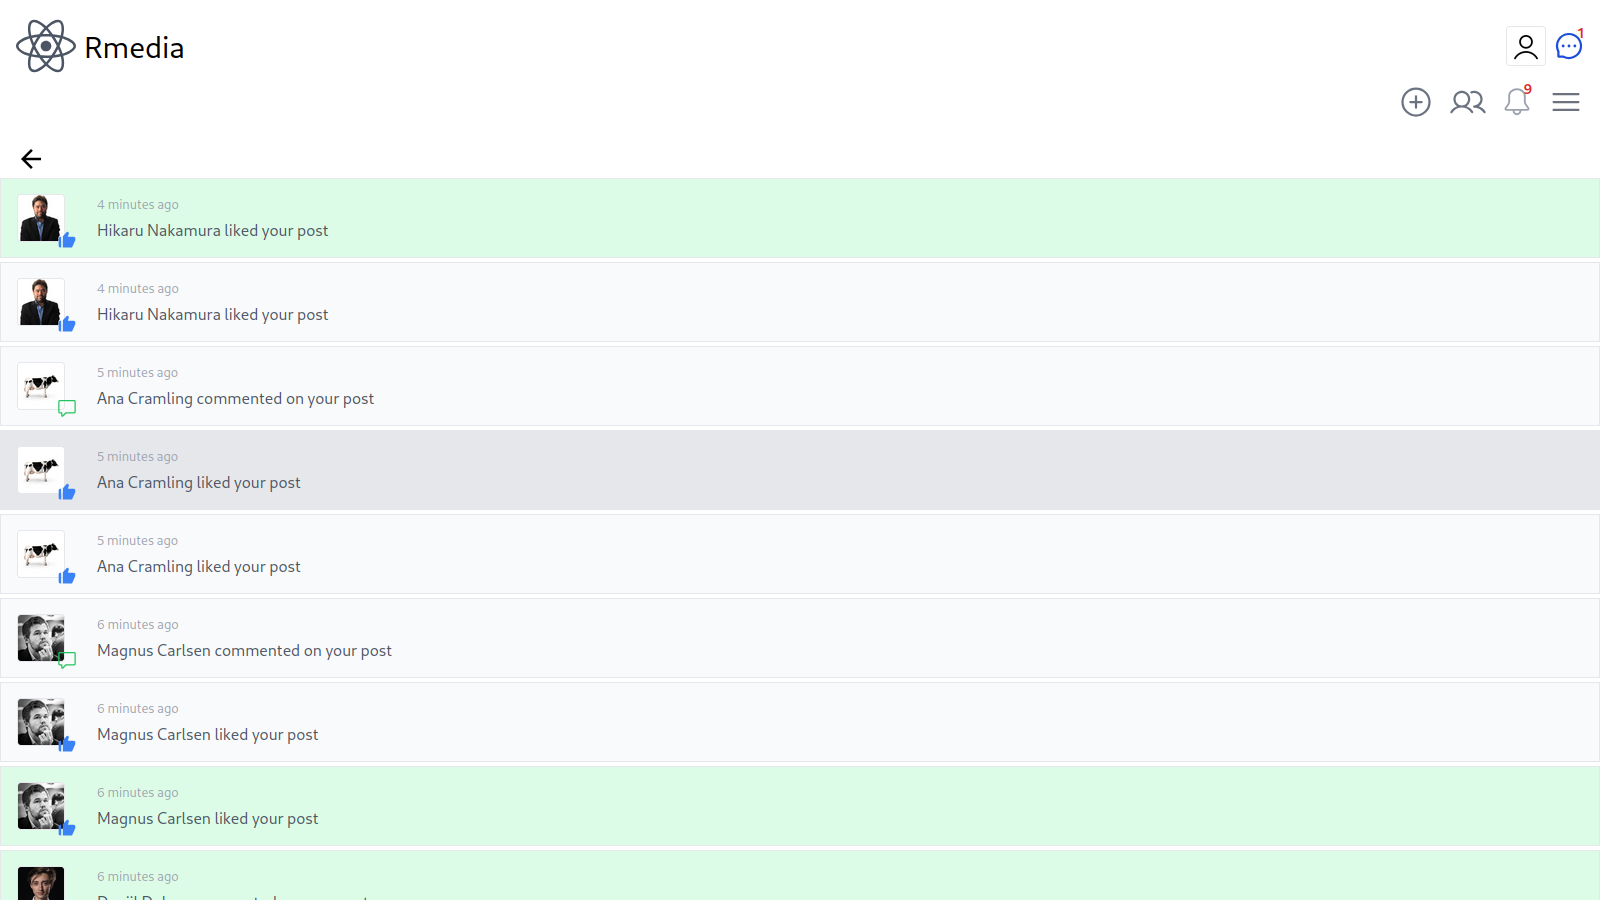 Rmedia
1
9
4 minutes ago
Hikaru Nakamura liked your post
4 minutes ago
Hikaru Nakamura liked your post
5 minutes ago
Ana Cramling commented on your post
5 minutes ago
Ana Cramling liked your post
5 minutes ago
Ana Cramling liked your post
6 minutes ago
Magnus Carlsen commented on your post
6 minutes ago
Magnus Carlsen liked your post
6 minutes ago
Magnus Carlsen liked your post
6 minutes ago